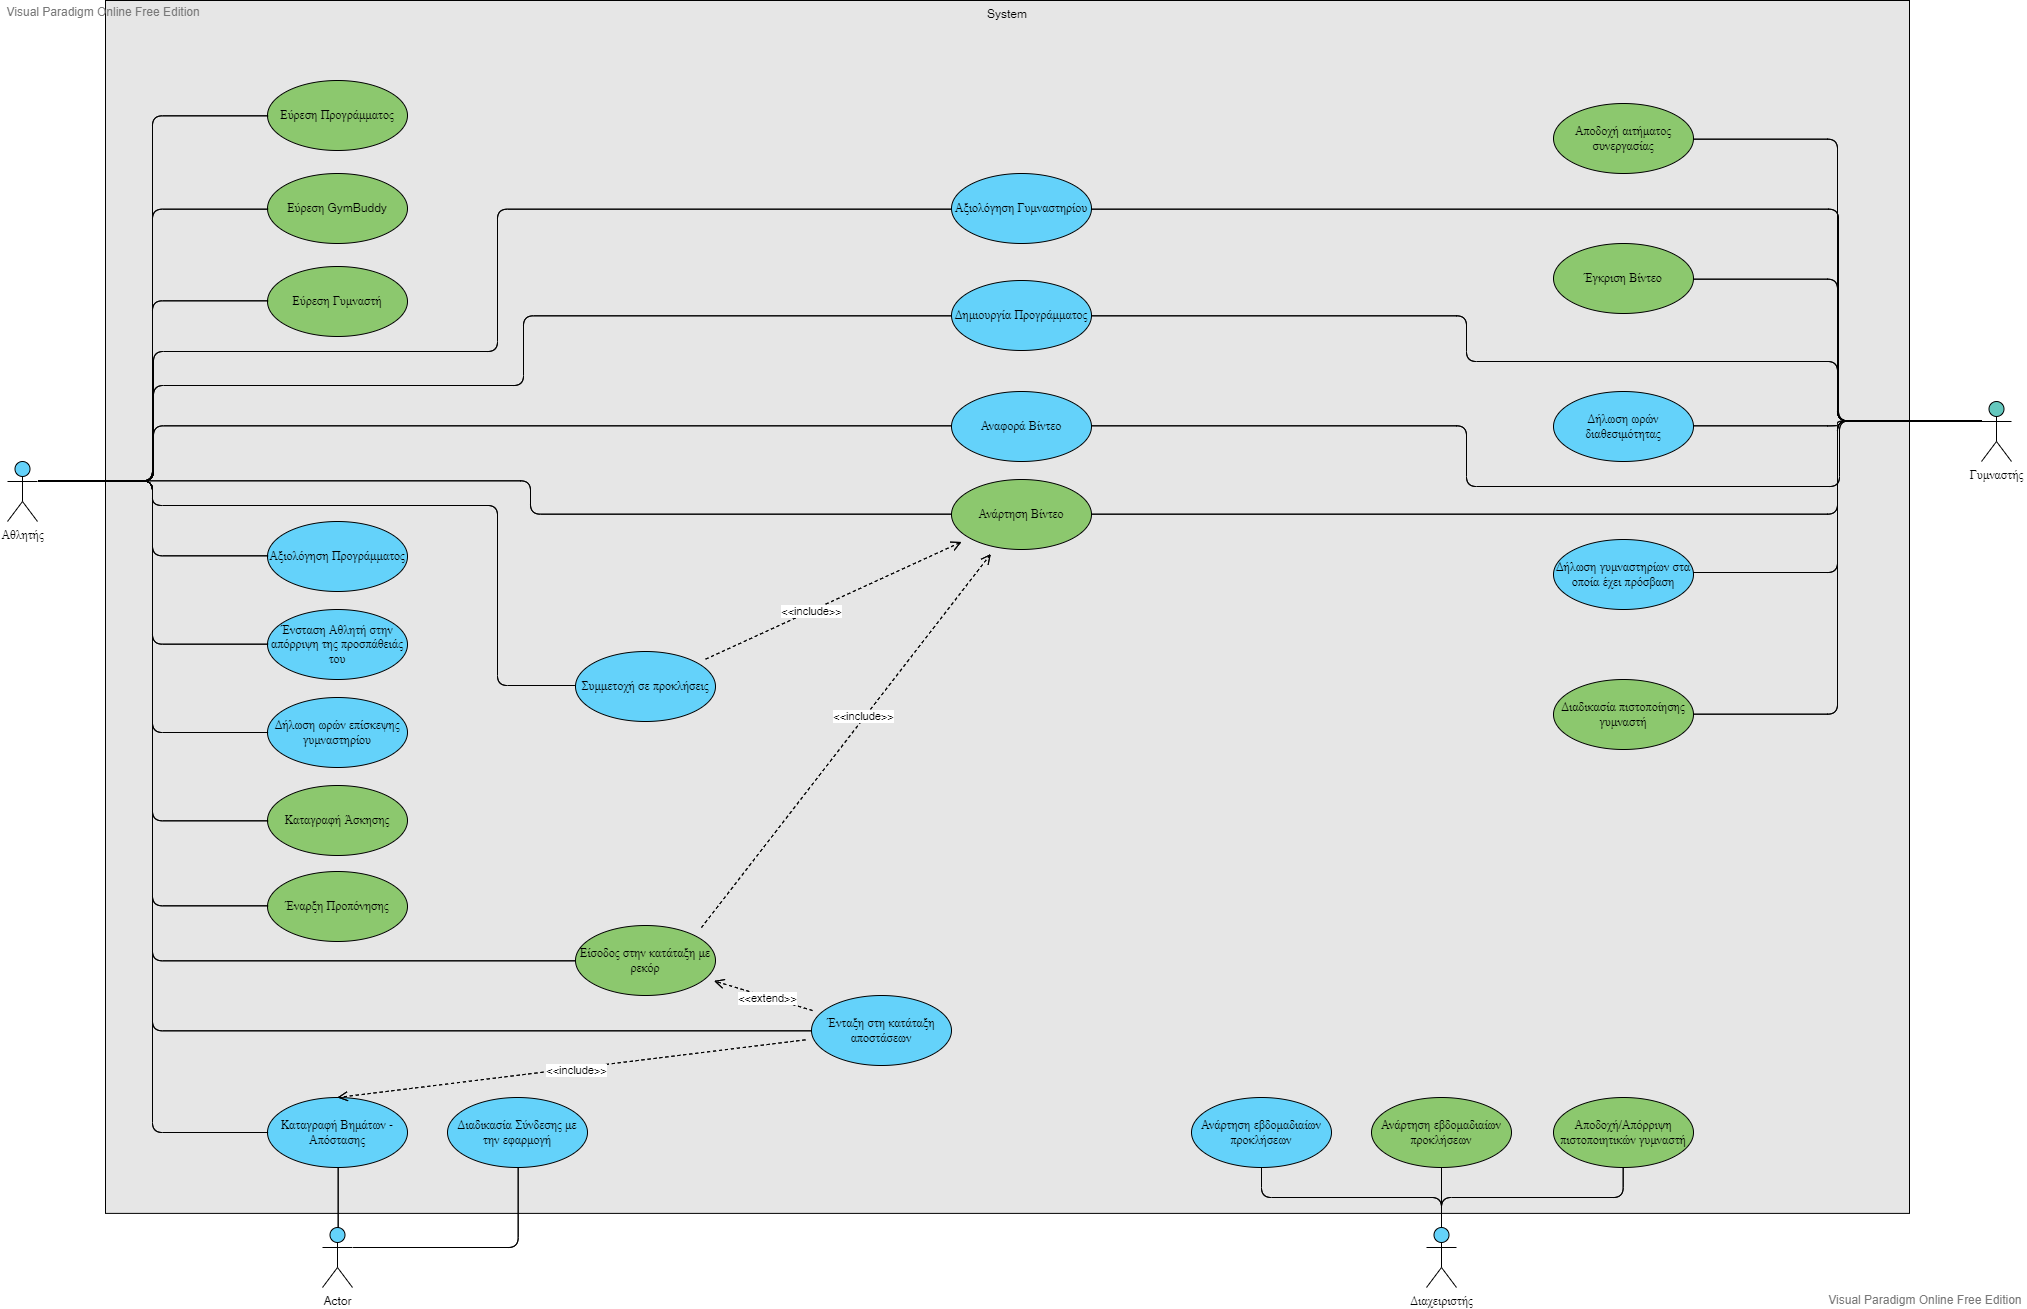 Visual Paradigm Online Free Edition
System
Εύρεση Προγράμματος
Αποδοχή αιτήματος
συνεργασίας
Εύρεση GymBuddy
Αξιολόγηση Γυμναστηρίου
Έγκριση Βίντεο
Εύρεση Γυμναστή
Δημιουργία Προγράμματος
Αναφορά Βίντεο
Δήλωση ωρών
διαθεσιμότητας
Γυμναστής
Αθλητής
Ανάρτηση Βίντεο
Αξιολόγηση Προγράμματος
Δήλωση γυμναστηρίων στα
οποία έχει πρόσβαση
<<include>>
Ένσταση Αθλητή στην
απόρριψη της προσπάθειάς
του
Συμμετοχή σε προκλήσεις
<<include>>
Διαδικασία πιστοποίησης
γυμναστή
Δήλωση ωρών επίσκεψης
γυμναστηρίου
Καταγραφή Άσκησης
Έναρξη Προπόνησης
Είσοδος στην κατάταξη με
ρεκόρ
<<extend>>
Ένταξη στη κατάταξη
αποστάσεων
<<include>>
Καταγραφή Βημάτων -
Απόστασης
Διαδικασία Σύνδεσης με
την εφαρμογή
Ανάρτηση εβδομαδιαίων
προκλήσεων
Ανάρτηση εβδομαδιαίων
προκλήσεων
Αποδοχή/Απόρριψη
πιστοποιητικών γυμναστή
Actor
Διαχειριστής
Visual Paradigm Online Free Edition